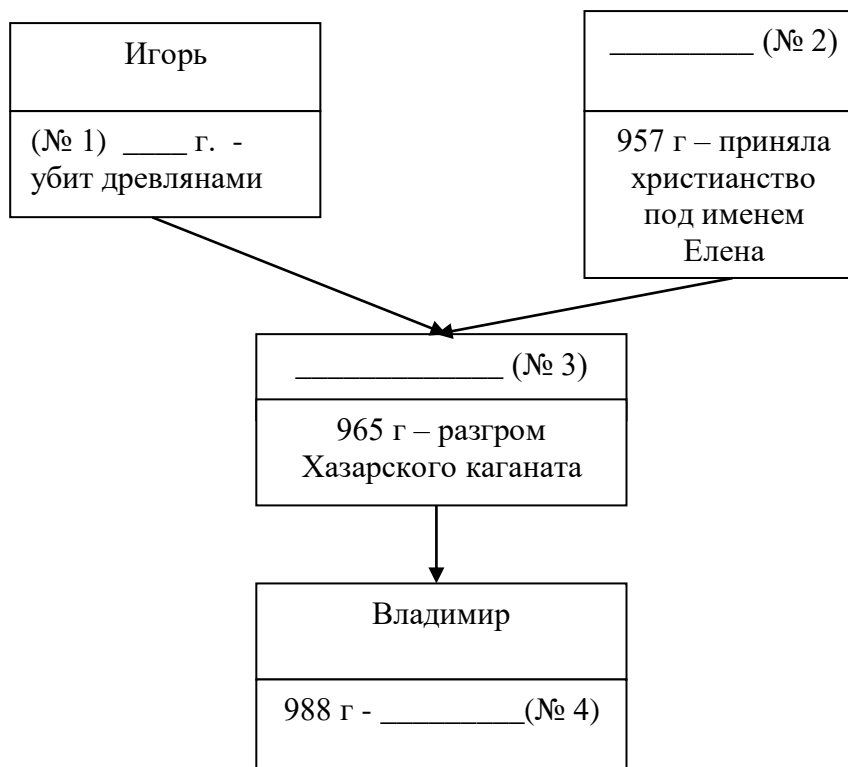 Игорь
(№ 1) ____ г. -
убит древлянами
_________ (№ 2)
957 г – приняла
христианство
под именем
Елена
_____________ (№ 3)
965 г – разгром
Хазарского каганата
Владимир
988 г - _________(№ 4)